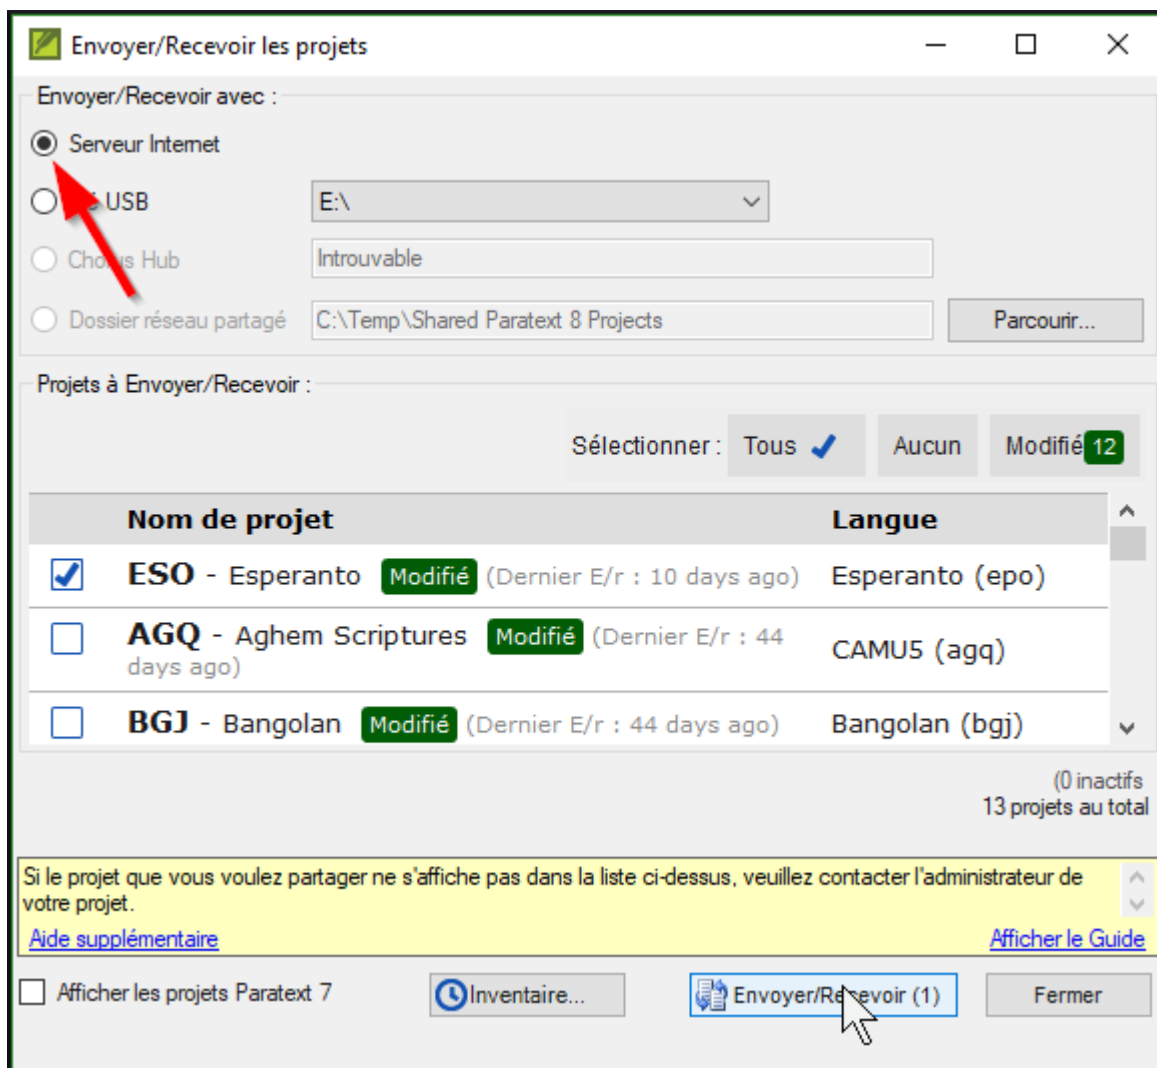 Envoyer/Recevoir les projets
Envoyer/Recevoir avec :
Serveur Internet
USB E:\
Hub Introuvable
Dossier réseau partagé C:\Temp\Shared Paratext 8 Projects Parcourir...
Projets à Envoyer/Recevoir :
Sélectionner : Tous Aucun Modifié 12
Nom de projet Langue
ESO - Esperanto Modifié (Dernier E/r : 10 days ago) Esperanto (epo)
AGQ - Aghem Scriptures Modifié (Dernier E/r : 44
days ago) CAMU5 (agq)
BGJ - Bangolan Modifié (Dernier E/r : 44 days ago) Bangolan (bgj)
(0 inactifs
13 projets au total
Si le projet que vous voulez partager ne s'affiche pas dans la liste ci-dessus, veuillez contacter l'administrateur de
votre projet.
Aide supplémentaire Afficher le Guide
Afficher les projets Paratext 7 Inventaire... Envoyer/Recevoir (1) Fermer